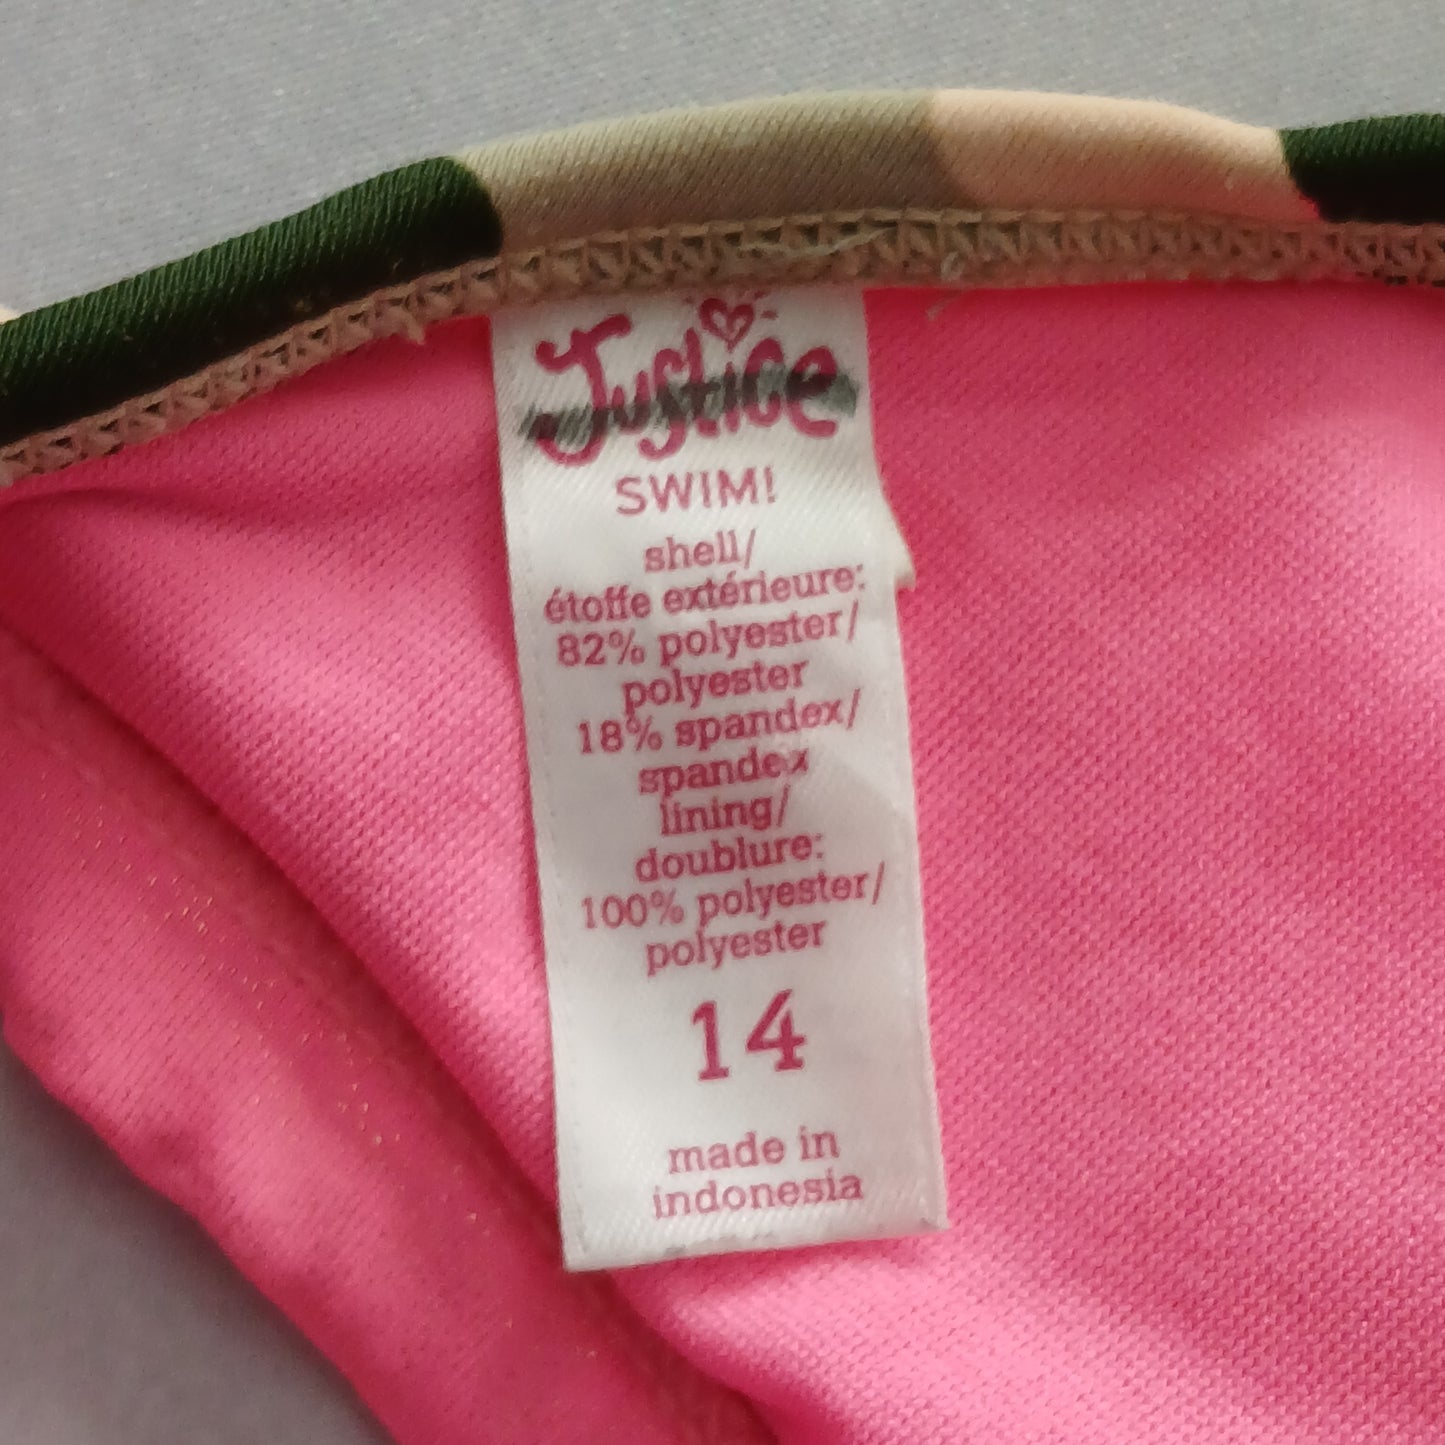 Justice
SWIM!
shell/
étoffe extérieure:
82% polyester/
polyester
18% spandex/
spandex
lining/
doublure:
100% polyester/
polyester
14
made in
indonesia